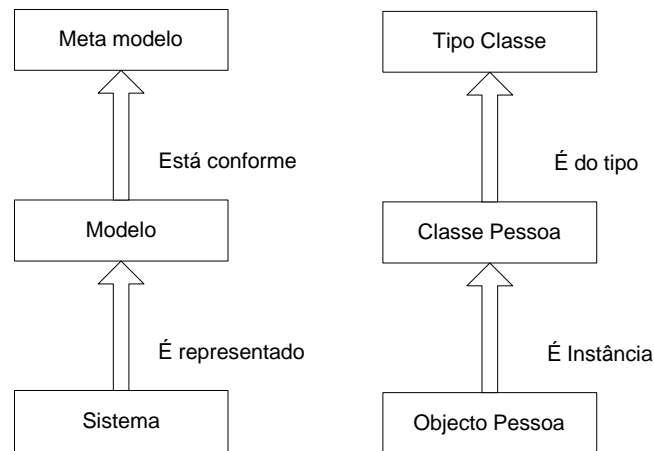 Meta modelo
Tipo Classe
Está conforme
É do tipo
Modelo
Classe Pessoa
É representado
É Instância
Sistema
Objecto Pessoa